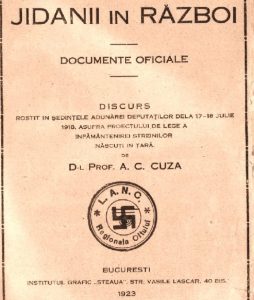 JIDANII IN RĂZBOI
DOCUMENTE OFICIALE
DISCURS
ROSTIT IN ȘEDINȚELE ADUNĂREI DEPUTAȚILOR DELA 17-18 IULIE
1918, ASUPRA PROIECTULUI DE LEGE A
ÎMPĂMÂNTENIREI STREINILOR
NĂSCUȚI IN ȚARĂ
DE
D-L PROF. A. C. CUZA
L.A.N.C.
Regionala Oltului
BUCUREȘTI
INSTITUTUL GRAFIC „STEAUA” STR. VASILE LASCAR, 40 BIS.
1923